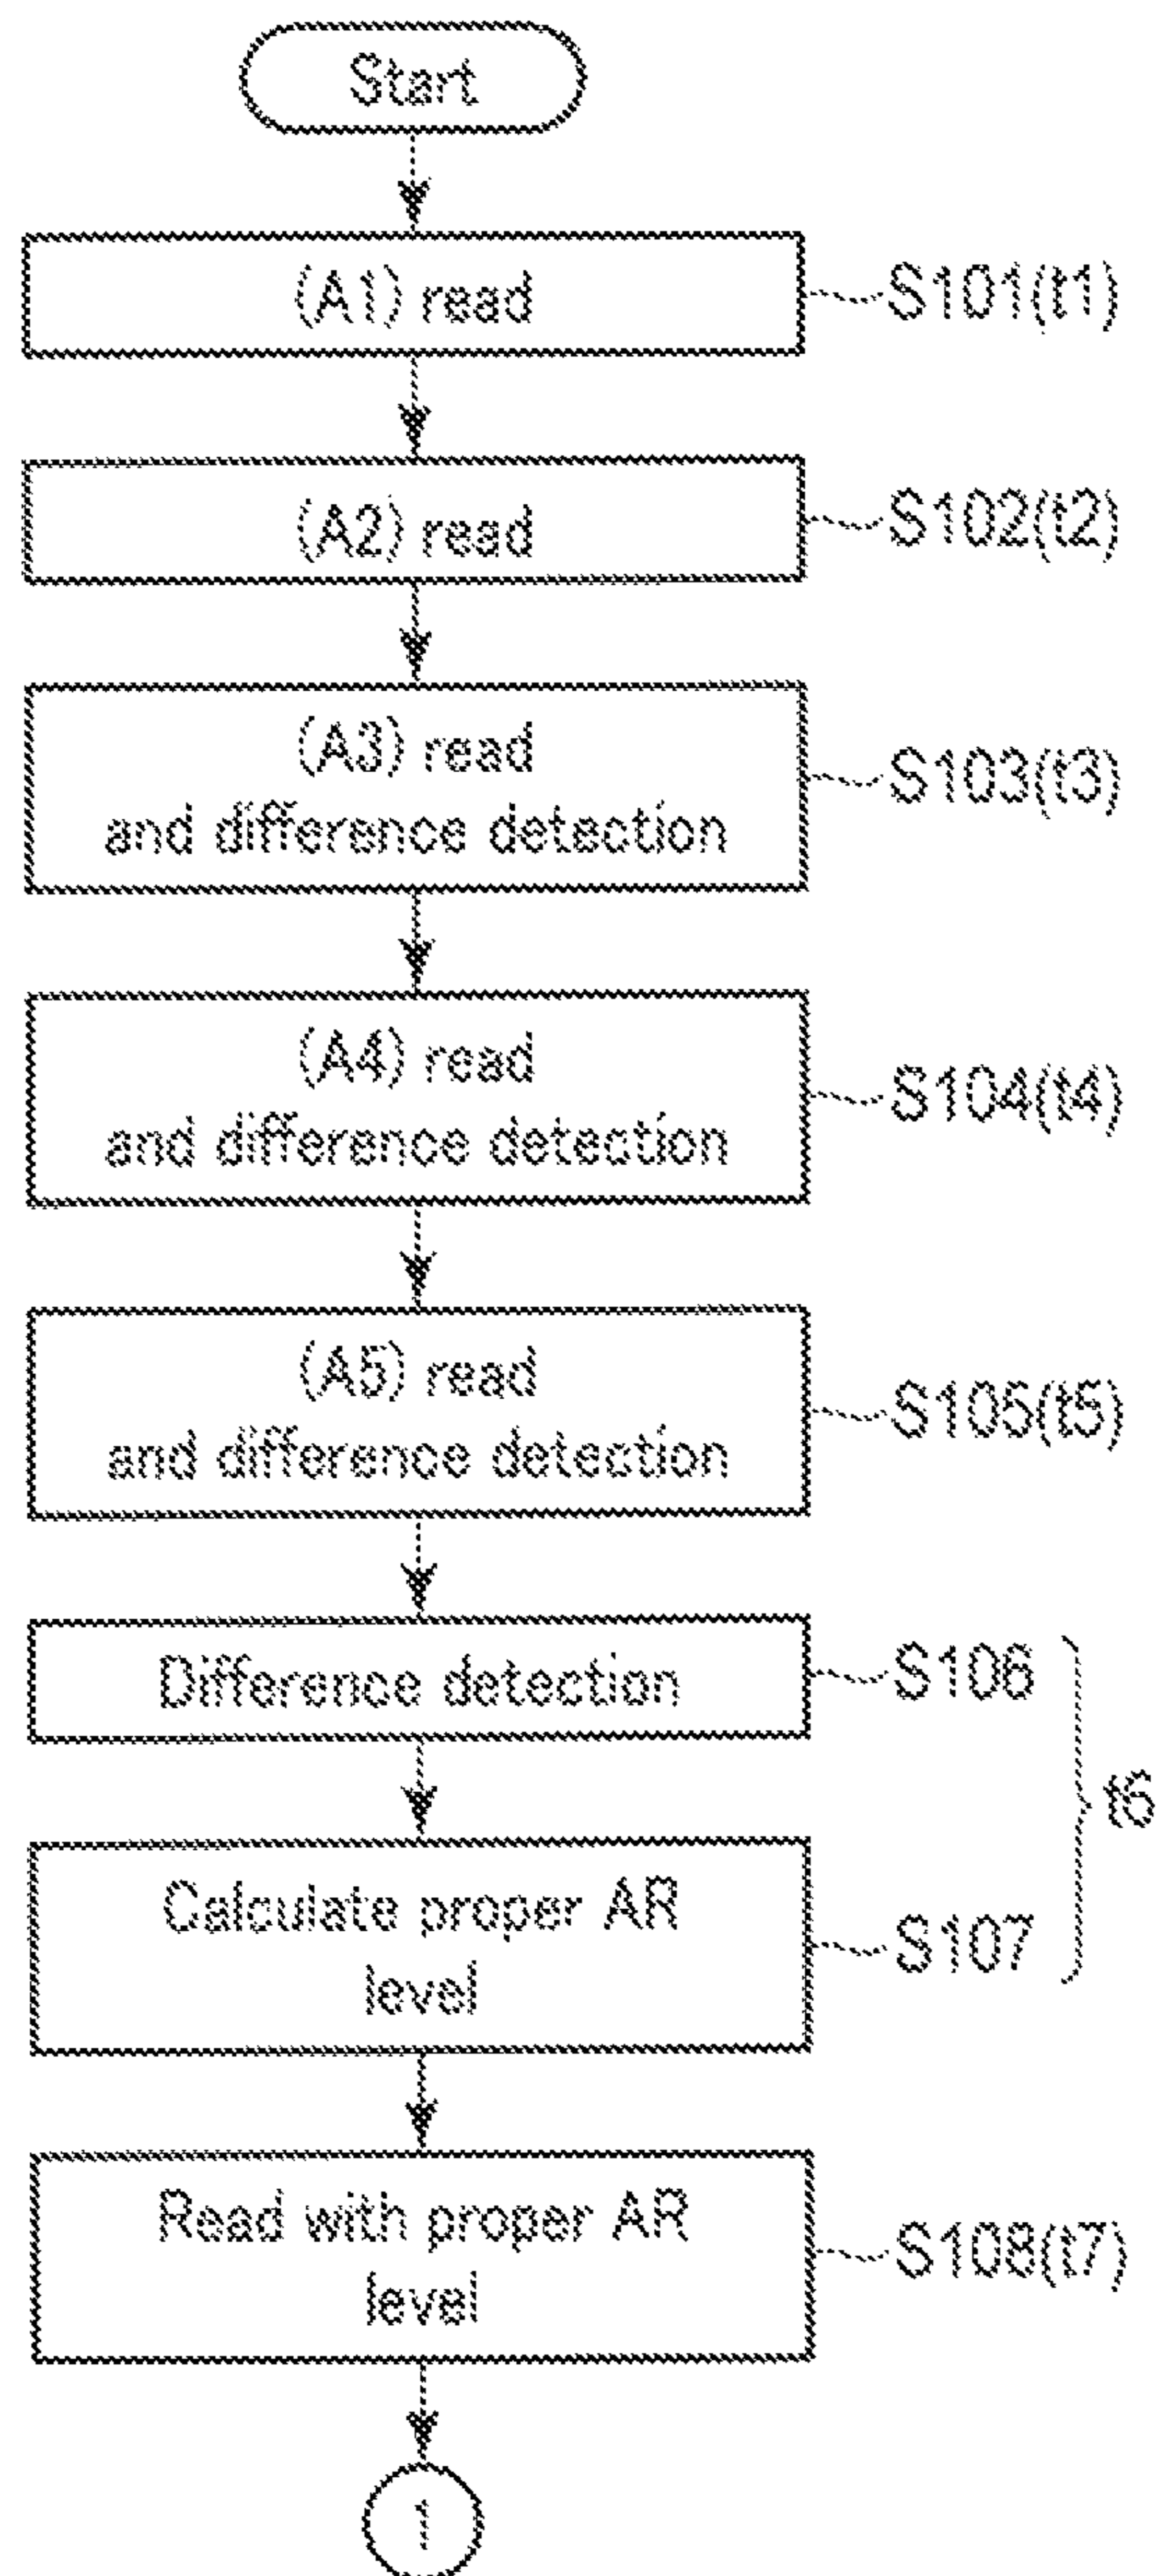 Start
(A1) read
S101(t1)
(A2) read
S102(t2)
(A3) read
and difference detection
S103(t3)
(A4) read
and difference detection
S104(t4)
(A5) read
and difference detection
S105(t5)
Difference detection
S106
t6
Calculate proper AR
level
S107
Read with proper AR
level
S108(t7)
1